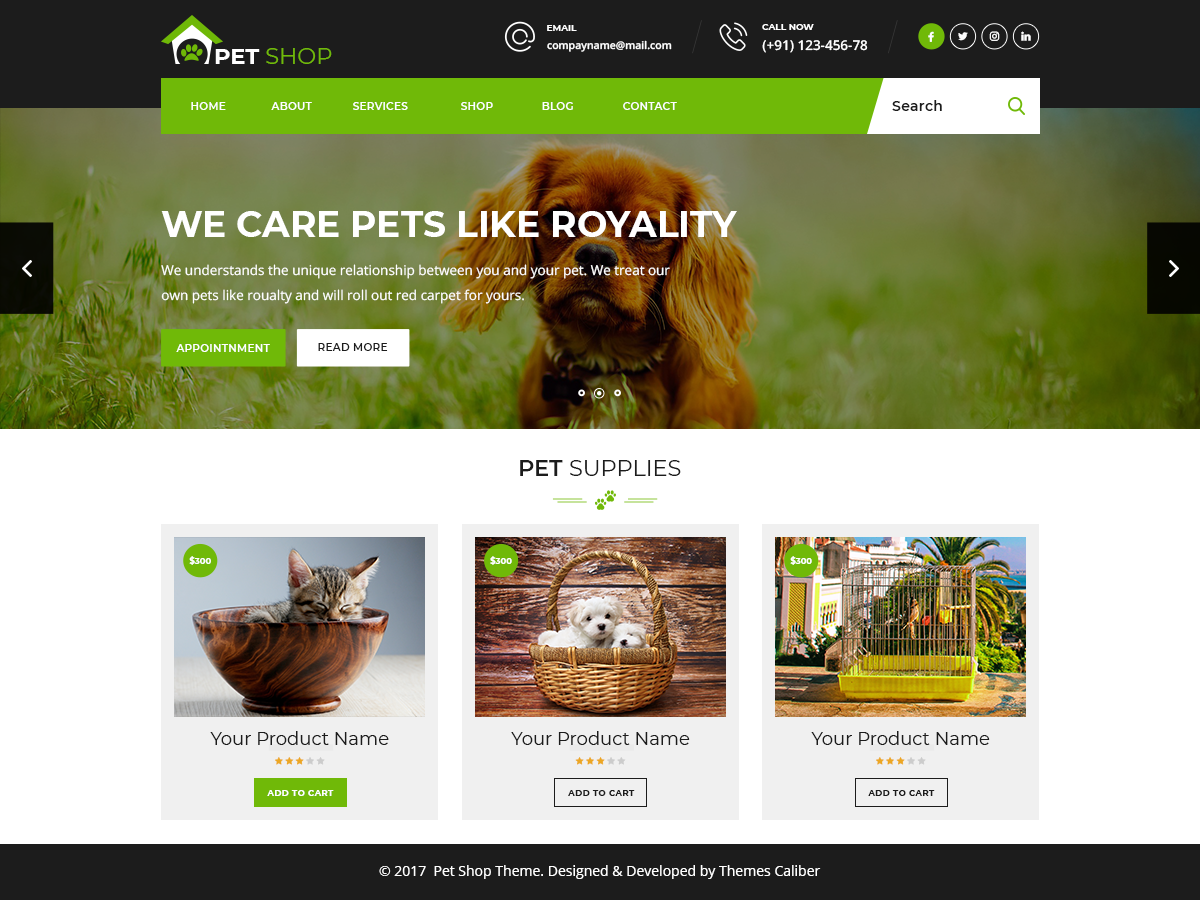 PET SHOP
EMAIL
compayname@mail.com
CALL NOW
(+91) 123-456-78
HOME ABOUT SERVICES SHOP BLOG CONTACT
Search
WE CARE PETS LIKE ROYALITY
We understands the unique relationship between you and your pet. We treat our
own pets like roualty and will roll out red carpet for yours.
APPOINTNMENT
READ MORE
PET SUPPLIES
$300
Your Product Name
ADD TO CART
$300
Your Product Name
ADD TO CART
$300
Your Product Name
ADD TO CART
© 2017 Pet Shop Theme. Designed & Developed by Themes Caliber